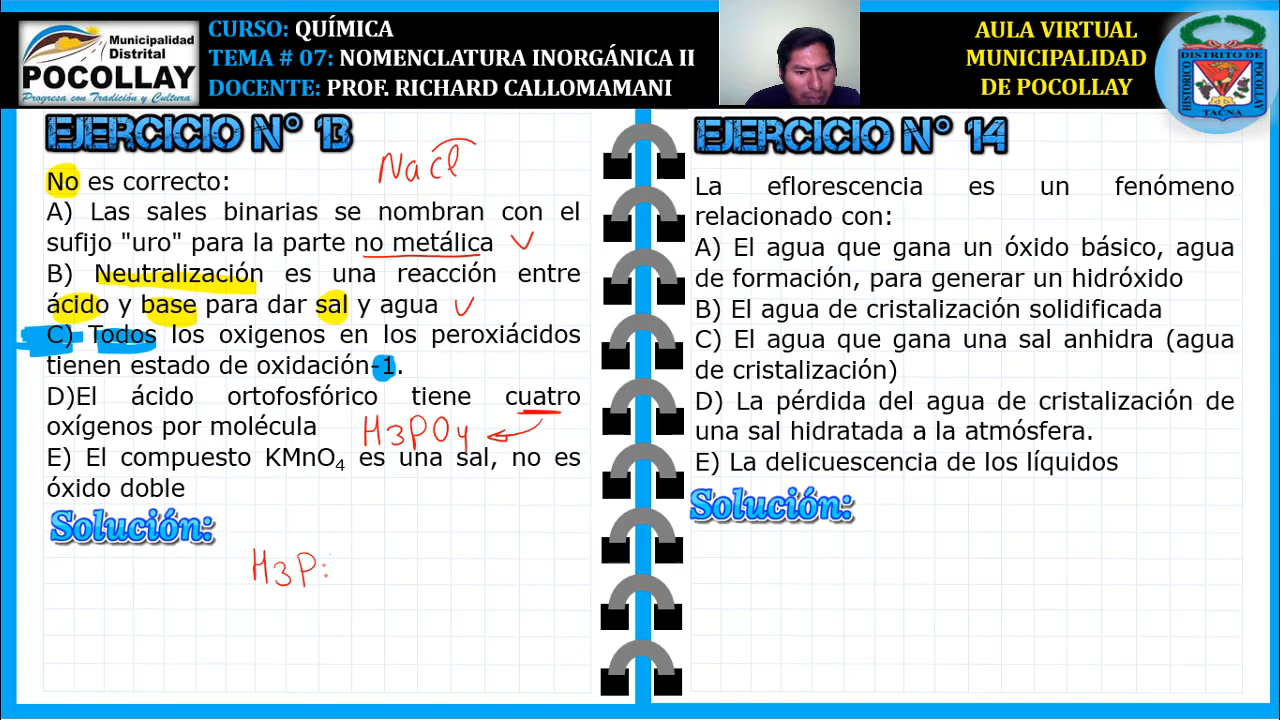 Municipalidad
Distrital
POCOLLAY
Progresa con Tradición y Cultura
CURSO: QUÍMICA
TEMA # 07: NOMENCLATURA INORGÁNICA II
DOCENTE: PROF. RICHARD CALLOMAMANI
AULA VIRTUAL
MUNICIPALIDAD
DE POCOLLAY
HISTORICO DISTRITO DE POCOLLAY
TACNA
EJERCICIO N° 13
NaCl
No es correcto:
A) Las sales binarias se nombran con el
sufijo "uro" para la parte no metálica
B) Neutralización es una reacción entre
ácido y base para dar sal y agua
C) Todos los oxigenos en los peroxiácidos
tienen estado de oxidación-1.
D)El ácido ortofosfórico tiene cuatro
oxígenos por molécula
H3PO4
E) El compuesto KMnO₄ es una sal, no es
óxido doble
Solución:
H3P
EJERCICIO N° 14
La eflorescencia es un fenómeno
relacionado con:
A) El agua que gana un óxido básico, agua
de formación, para generar un hidróxido
B) El agua de cristalización solidificada
C) El agua que gana una sal anhidra (agua
de cristalización)
D) La pérdida del agua de cristalización de
una sal hidratada a la atmósfera.
E) La delicuescencia de los líquidos
Solución: